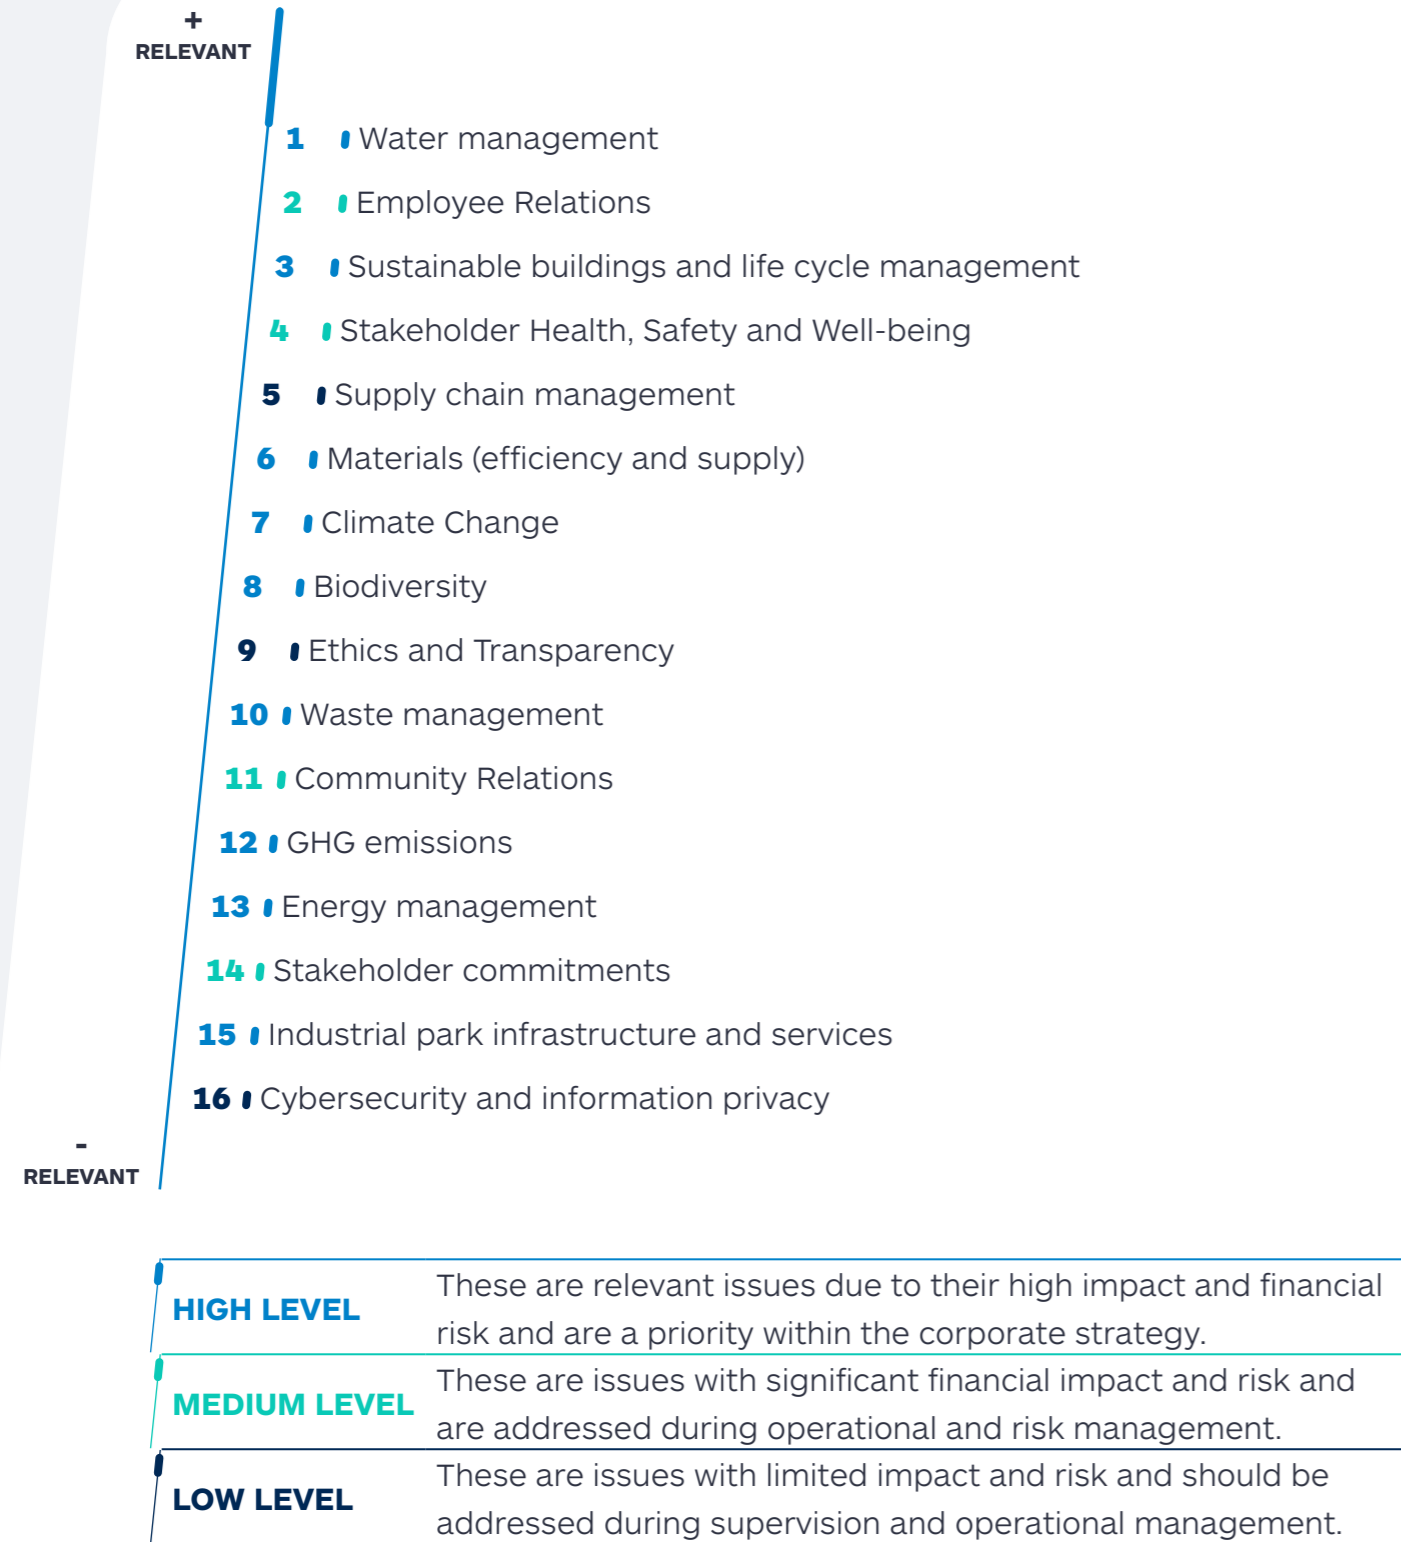 +
RELEVANT
1 Water management
2 Employee Relations
3 Sustainable buildings and life cycle management
4 Stakeholder Health, Safety and Well-being
5 Supply chain management
6 Materials (efficiency and supply)
7 Climate Change
8 Biodiversity
9 Ethics and Transparency
10 Waste management
11 Community Relations
12 GHG emissions
13 Energy management
14 Stakeholder commitments
15 Industrial park infrastructure and services
16 Cybersecurity and information privacy
-
RELEVANT
HIGH LEVEL
These are relevant issues due to their high impact and financial
risk and are a priority within the corporate strategy.
MEDIUM LEVEL
These are issues with significant financial impact and risk and
are addressed during operational and risk management.
LOW LEVEL
These are issues with limited impact and risk and should be
addressed during supervision and operational management.